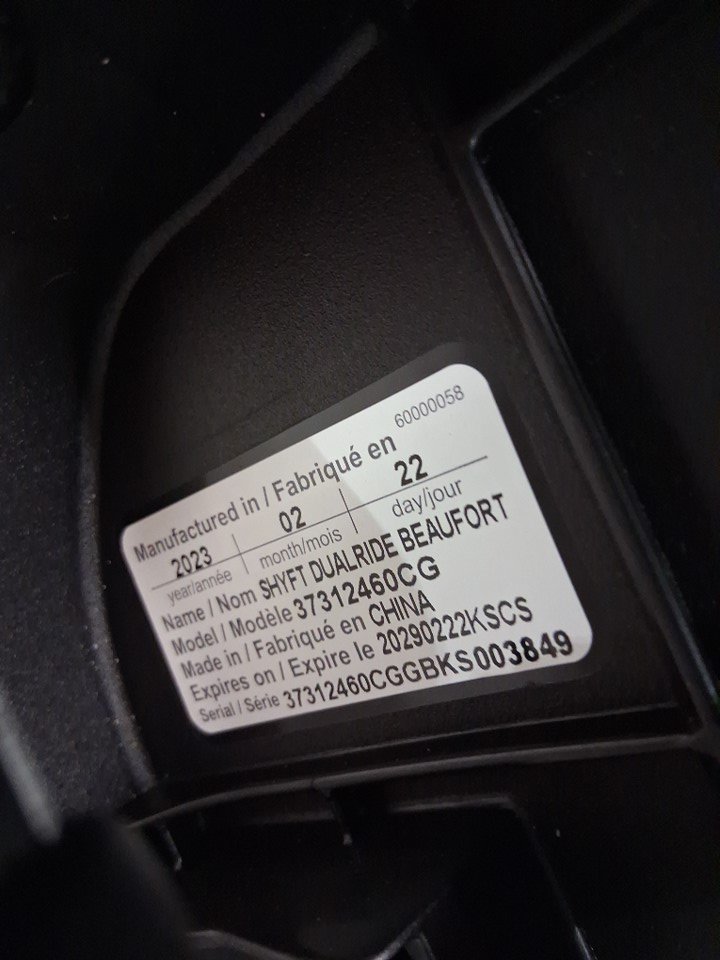 60000058
Manufactured in / Fabriqué en
2023 02 22
year/année month/mois day/jour
Name / Nom SHYFT DUALRIDE BEAUFORT
Model / Modèle 37312460CG
Made in / Fabriqué en CHINA
Expires on / Expire le 20290222KSCS
Serial / Série 37312460CGGBKS003849